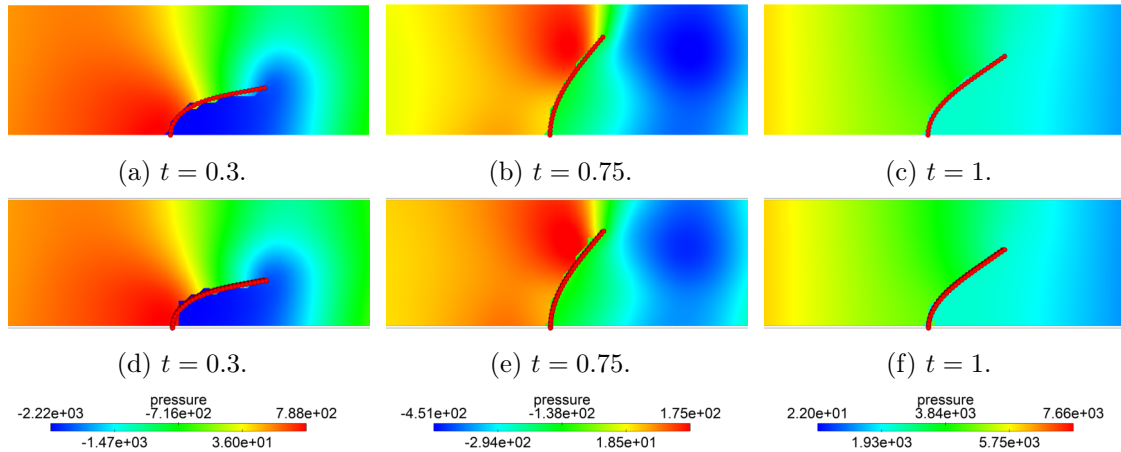 (a) t = 0.3.
(b) t = 0.75.
(c) t = 1.
(d) t = 0.3.
(e) t = 0.75.
(f) t = 1.
pressure
-2.22e+03 -7.16e+02 7.88e+02
-1.47e+03 3.60e+01
pressure
-4.51e+02 -1.38e+02 1.75e+02
-2.94e+02 1.85e+01
pressure
2.20e+01 3.84e+03 7.66e+03
1.93e+03 5.75e+03